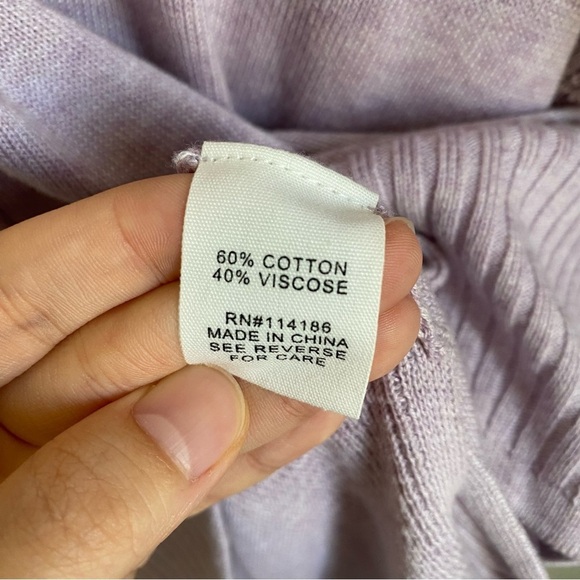 60% COTTON
40% VISCOSE
RN#114186
MADE IN CHINA
SEE REVERSE
FOR CARE